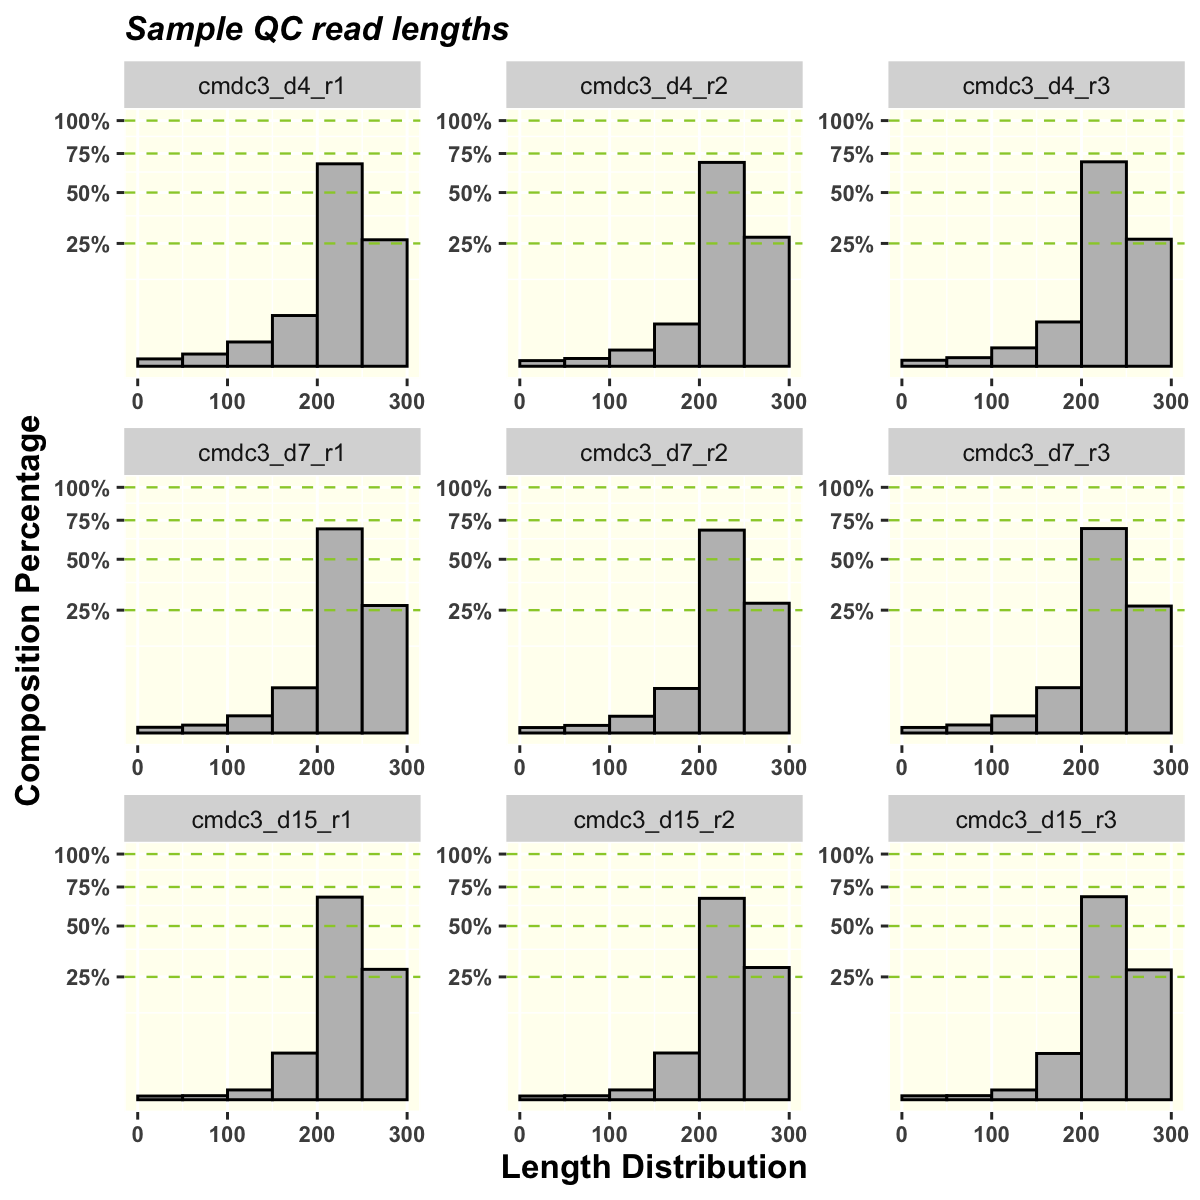 Sample QC read lengths
cmdc3_d4_r1 cmdc3_d4_r2 cmdc3_d4_r3
100% 100% 100%
75% 75% 75%
50% 50% 50%
25% 25% 25%
0 100 200 300 0 100 200 300 0 100 200 300
Composition Percentage
cmdc3_d7_r1 cmdc3_d7_r2 cmdc3_d7_r3
100% 100% 100%
75% 75% 75%
50% 50% 50%
25% 25% 25%
0 100 200 300 0 100 200 300 0 100 200 300
cmdc3_d15_r1 cmdc3_d15_r2 cmdc3_d15_r3
100% 100% 100%
75% 75% 75%
50% 50% 50%
25% 25% 25%
0 100 200 300 0 100 200 300 0 100 200 300
Length Distribution